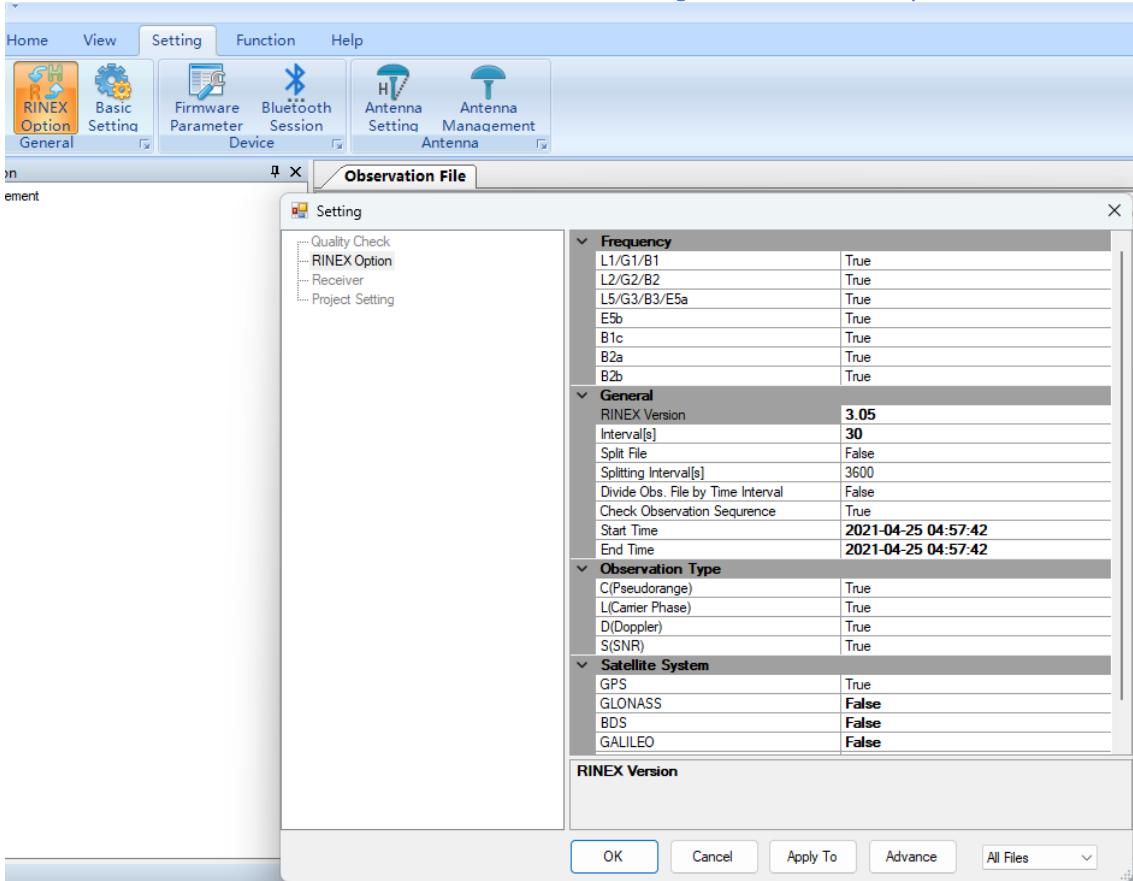 Home View Setting Function Help
RINEX Option Basic Setting Firmware Parameter Bluetooth Session Antenna Setting Antenna Management
General Device Antenna
on
Observation File
ement
Setting
Quality Check
RINEX Option
Receiver
Project Setting
Frequency
L1/G1/B1 True
L2/G2/B2 True
L5/G3/B3/E5a True
E5b True
B1c True
B2a True
B2b True
General
RINEX Version 3.05
Interval[s] 30
Split File False
Splitting Interval[s] 3600
Divide Obs. File by Time Interval False
Check Observation Sequrence True
Start Time 2021-04-25 04:57:42
End Time 2021-04-25 04:57:42
Observation Type
C(Pseudorange) True
L(Carrier Phase) True
D(Doppler) True
S(SNR) True
Satellite System
GPS True
GLONASS False
BDS False
GALILEO False
RINEX Version
OK Cancel Apply To Advance All Files